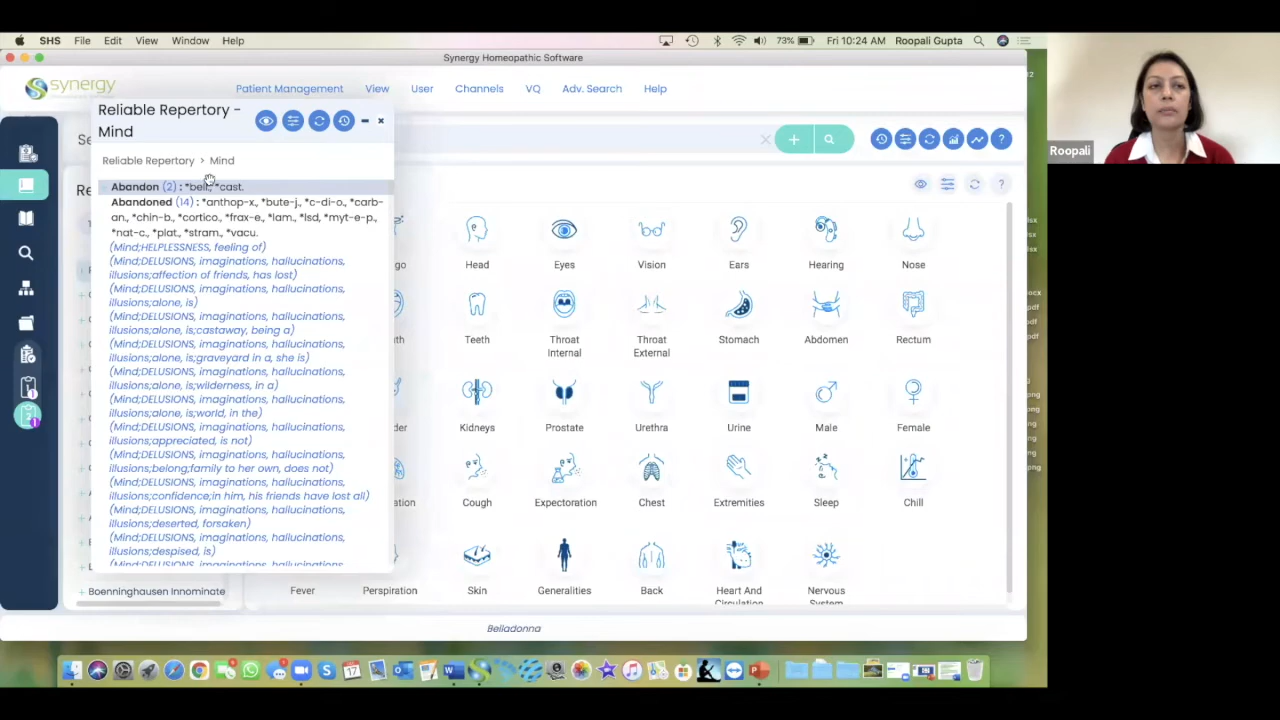 SHS File Edit View Window Help
73% Fri 10:24 AM Roopali Gupta
Synergy Homeopathic Software
synergy
Patient Management View User Channels VQ Adv. Search Help
Reliable Repertory -
Mind
Reliable Repertory > Mind
Abandon (2) : *bell., *cast.
Abandoned (14) : *anthop-x., *bute-j., *c-di-o., *carb-
an., *chin-b., *cortico., *frax-e., *lam., *lsd, *myt-e-p.,
*nat-c., *plat., *stram., *vacu.
(Mind;HELPLESSNESS, feeling of)
(Mind;DELUSIONS, imaginations, hallucinations,
illusions;affection of friends, has lost)
(Mind;DELUSIONS, imaginations, hallucinations,
illusions;alone, is)
(Mind;DELUSIONS, imaginations, hallucinations,
illusions;alone, is;castaway, being a)
(Mind;DELUSIONS, imaginations, hallucinations,
illusions;alone, is;graveyard in a, she is)
(Mind;DELUSIONS, imaginations, hallucinations,
illusions;alone, is;wilderness, in a)
(Mind;DELUSIONS, imaginations, hallucinations,
illusions;alone, is;world, in the)
(Mind;DELUSIONS, imaginations, hallucinations,
illusions;appreciated, is not)
(Mind;DELUSIONS, imaginations, hallucinations,
illusions;belong;family to her own, does not)
(Mind;DELUSIONS, imaginations, hallucinations,
illusions;confidence;in him, his friends have lost all)
(Mind;DELUSIONS, imaginations, hallucinations,
illusions;deserted, forsaken)
(Mind;DELUSIONS, imaginations, hallucinations,
illusions;despised, is)
(Mind;DELUSIONS, imaginations, hallucinations,
Boenninghausen Innominate
Head Eyes Vision Ears Hearing Nose
Teeth Throat Internal Throat External Stomach Abdomen Rectum
Kidneys Prostate Urethra Urine Male Female
Cough Expectoration Chest Extremities Sleep Chill
Fever Perspiration Skin Generalities Back Heart And Circulation Nervous System
Belladonna
Roopali